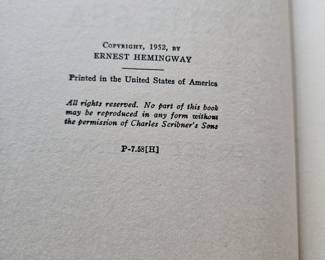 COPYRIGHT, 1952, BY
ERNEST HEMINGWAY
Printed in the United States of America
All rights reserved. No part of this book
may be reproduced in any form without
the permission of Charles Scribner's Sons
P-7.58[H]